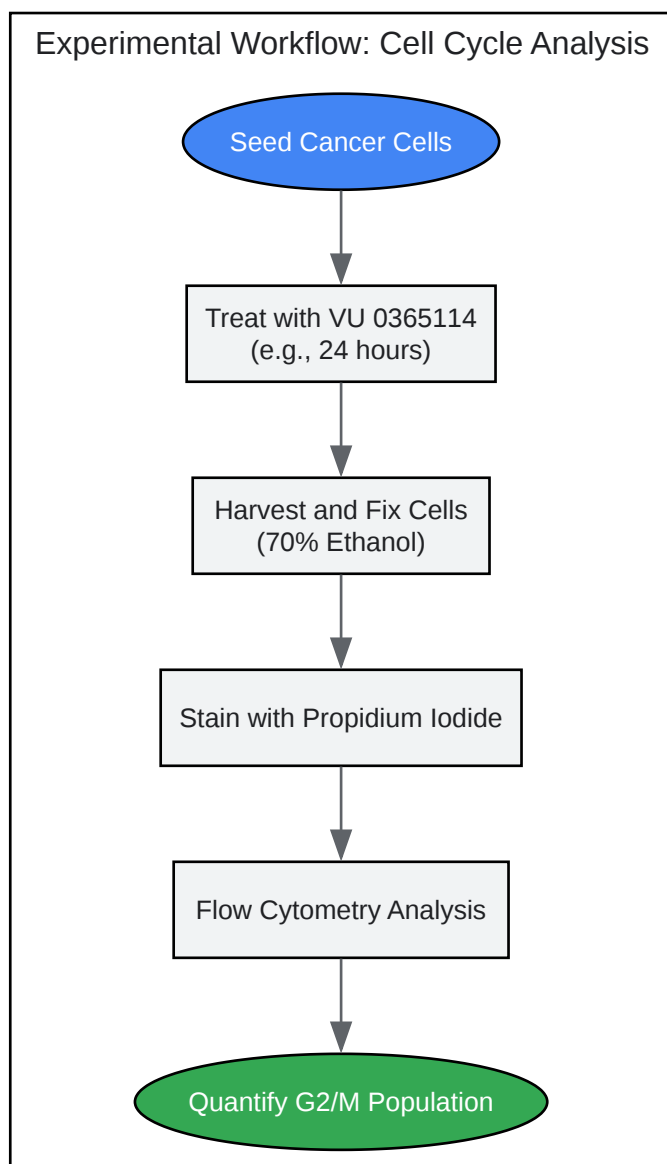 Experimental Workflow: Cell Cycle Analysis
Seed Cancer Cells
Treat with VU 0365114
(e.g., 24 hours)
Harvest and Fix Cells
(70% Ethanol)
Stain with Propidium Iodide
Flow Cytometry Analysis
Quantify G2/M Population